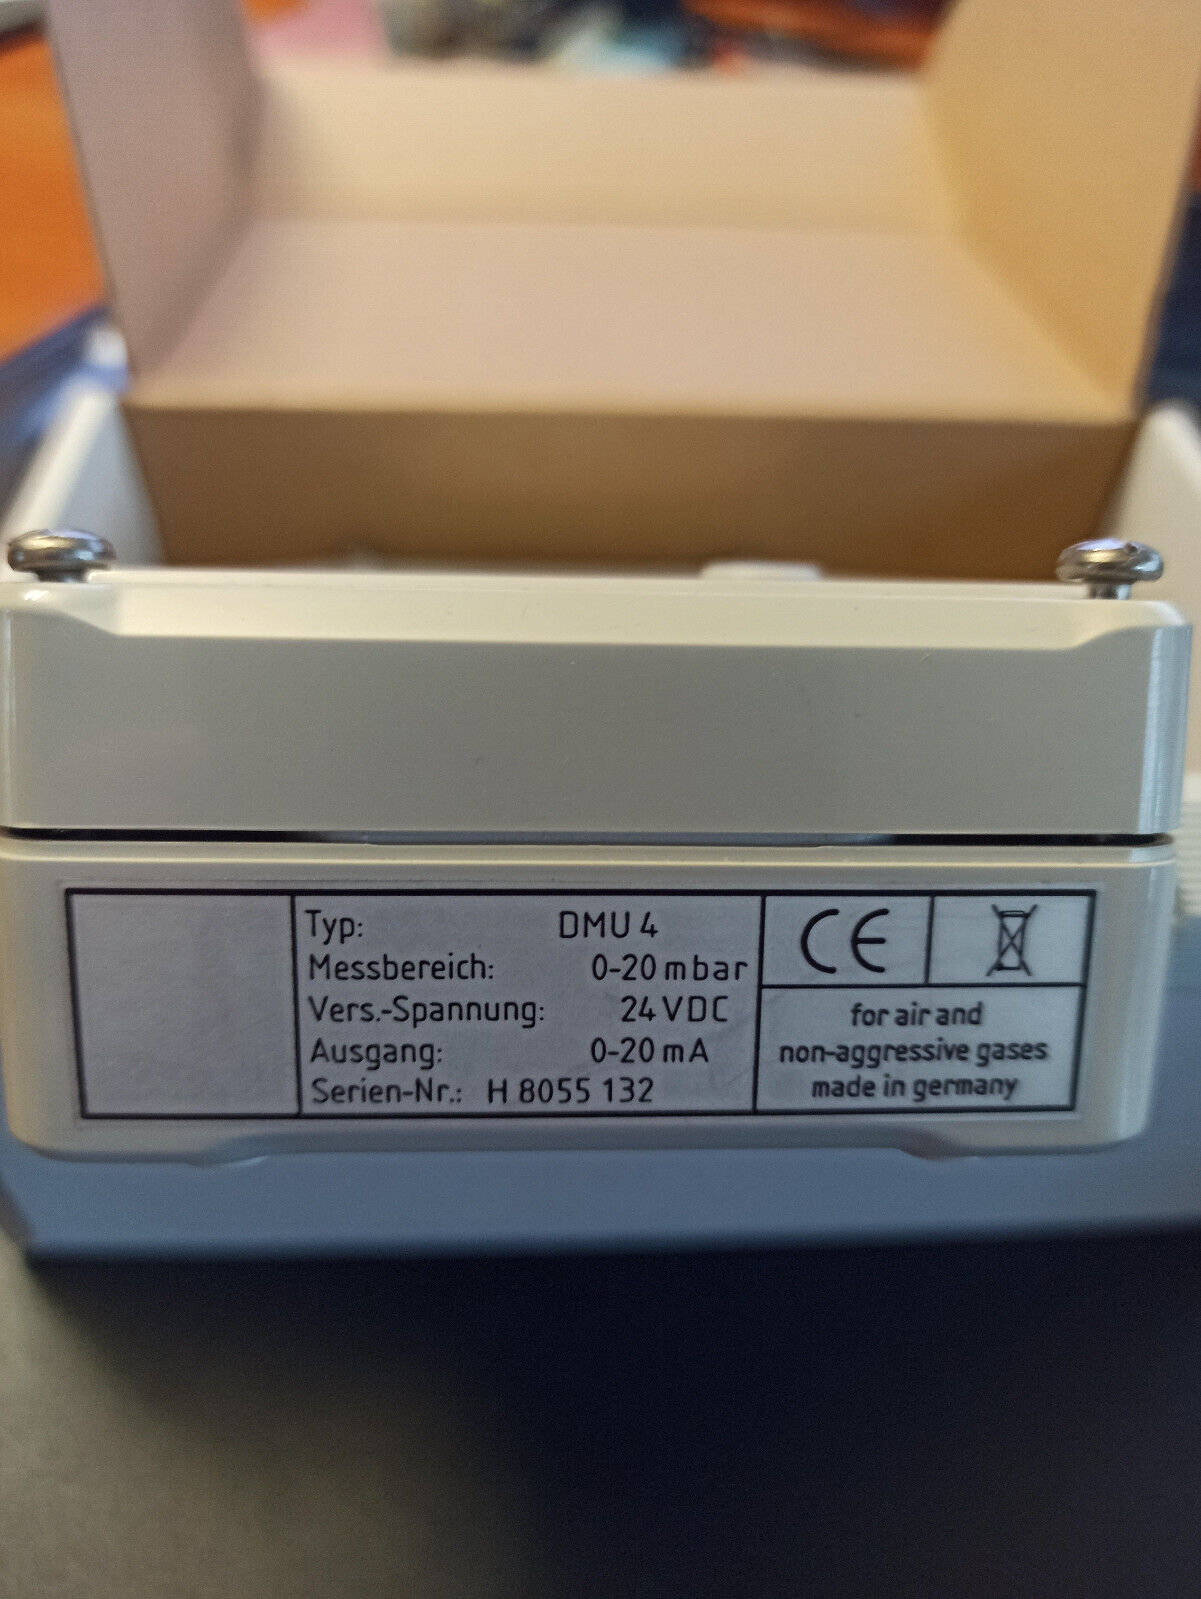 Typ: DMU 4
Messbereich: 0-20 mbar
Vers.-Spannung: 24 VDC
Ausgang: 0-20 mA
Serien-Nr.: H 8055 132
CE
for air and
non-aggressive gases
made in germany